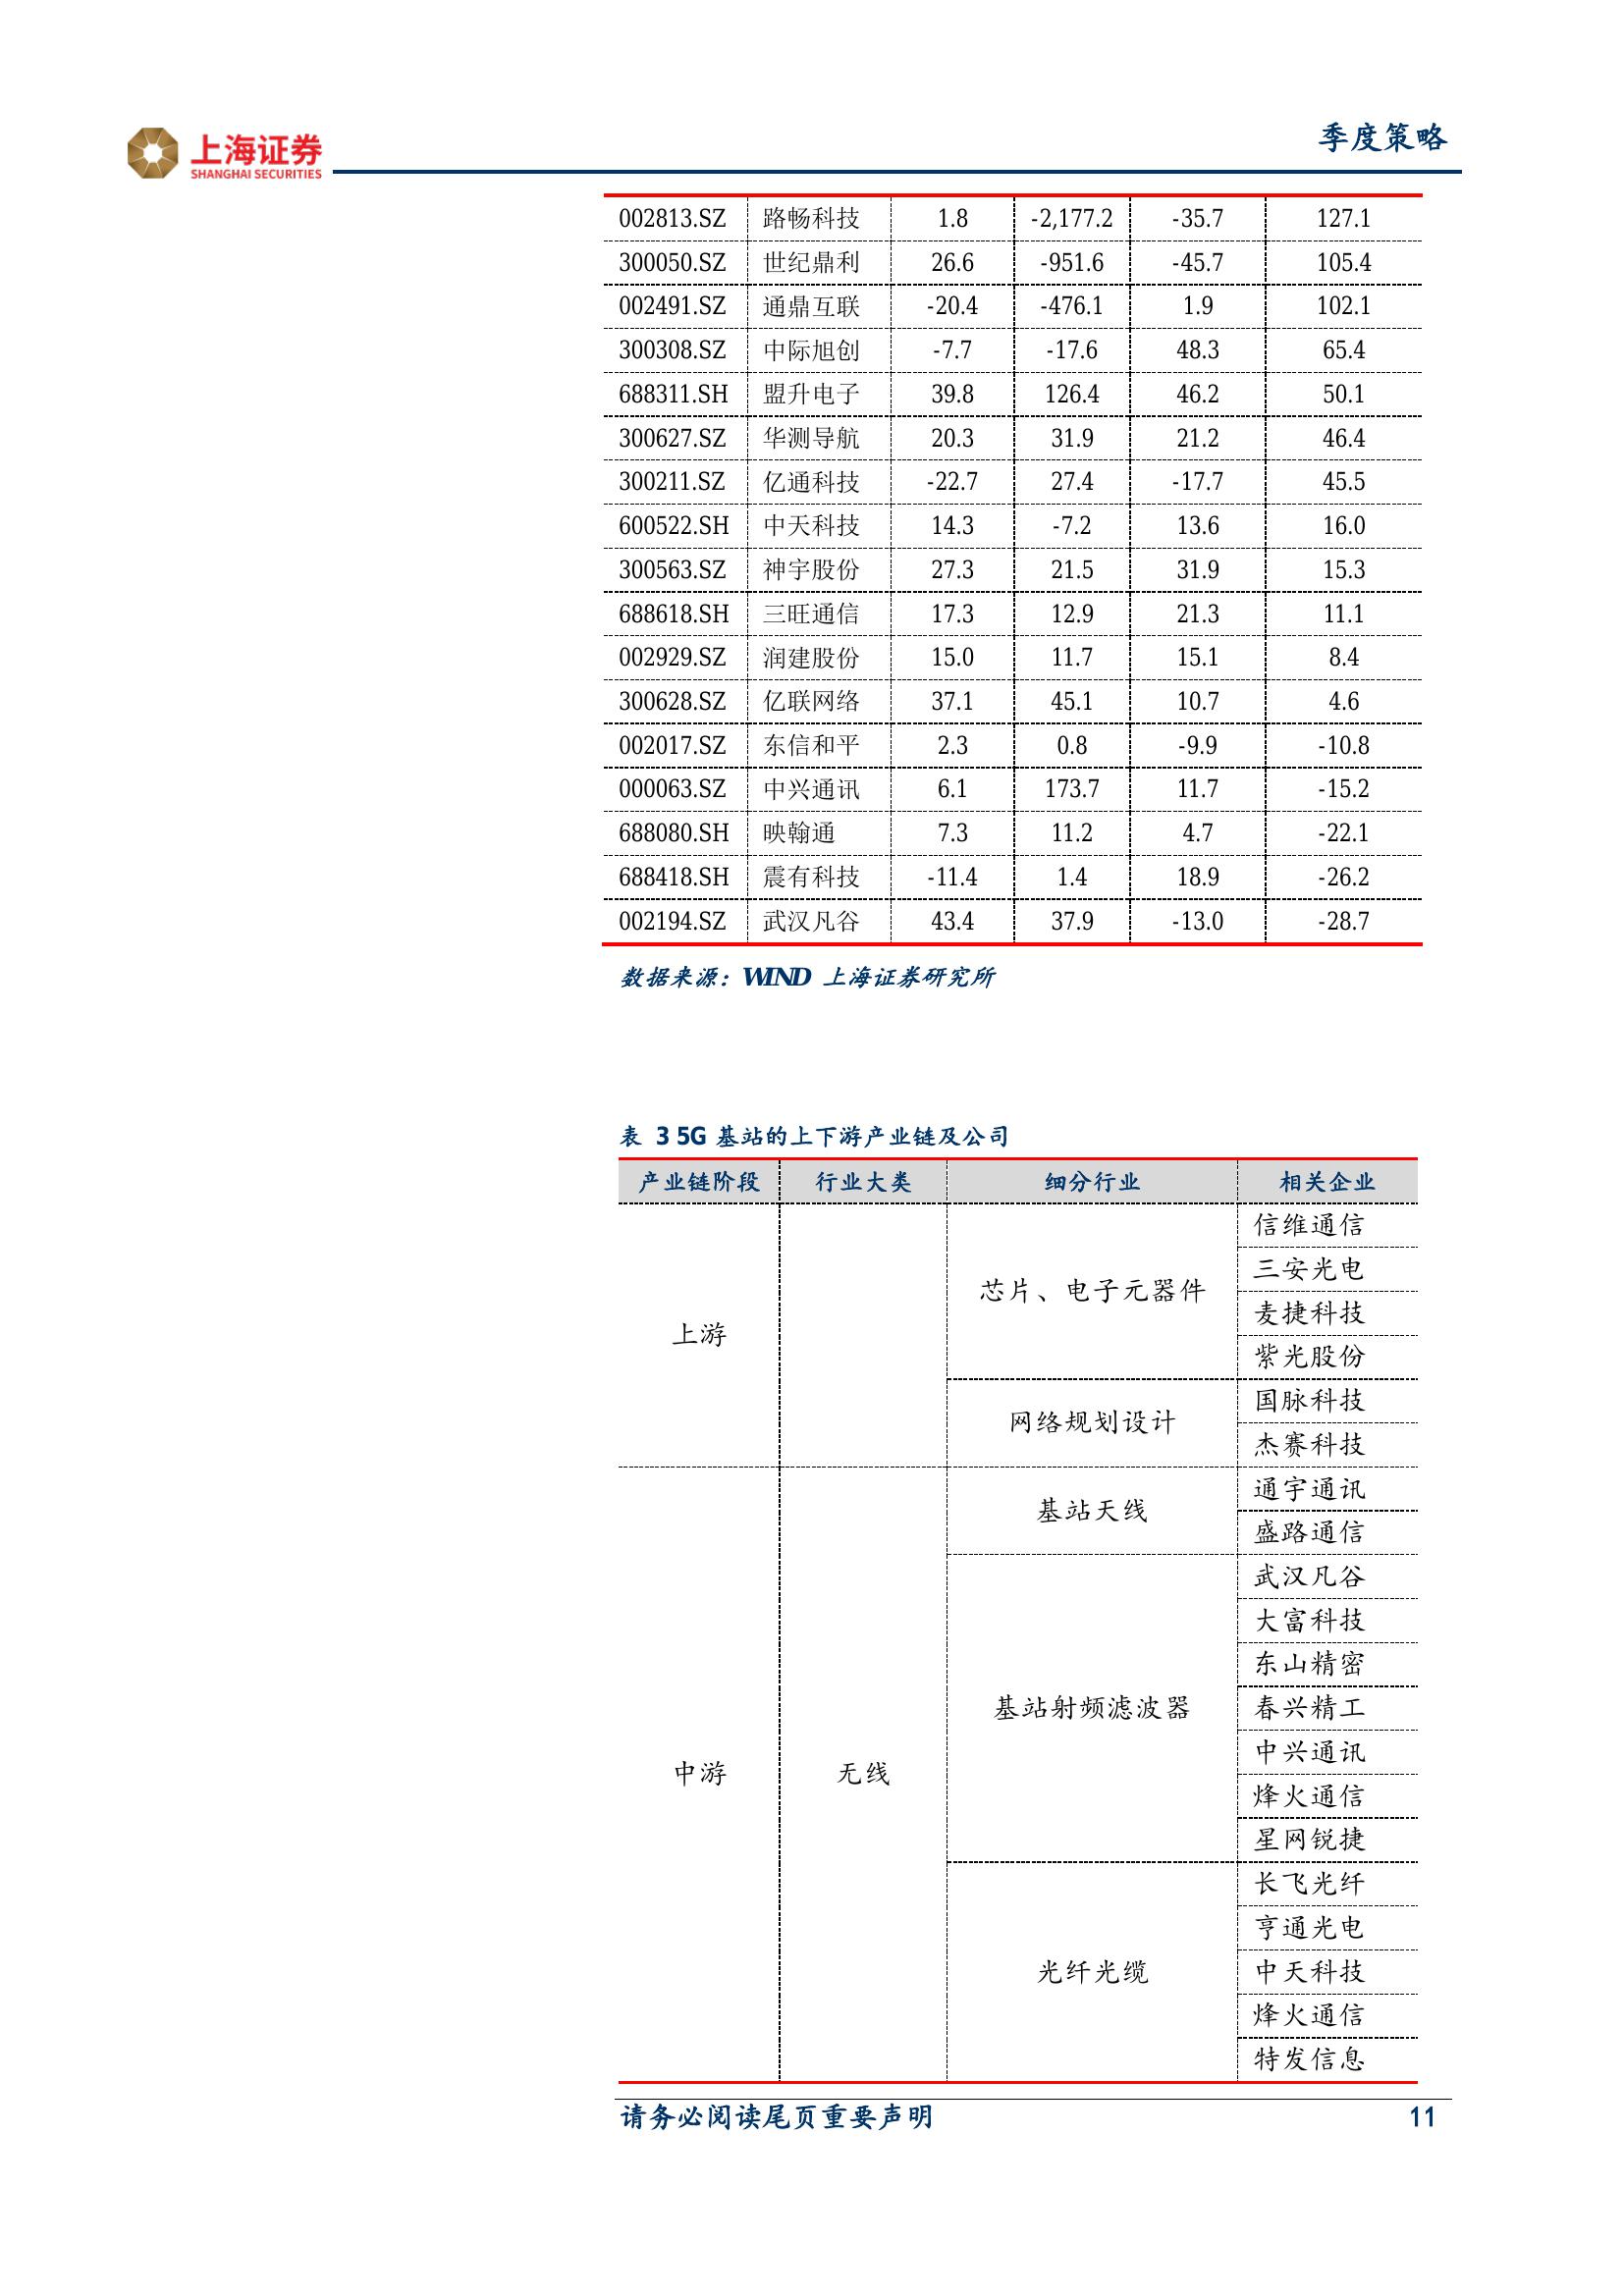 上海证券
SHANGHAI SECURITIES
季度策略
002813.SZ 路畅科技 1.8 -2,177.2 -35.7 127.1
300050.SZ 世纪鼎利 26.6 -951.6 -45.7 105.4
002491.SZ 通鼎互联 -20.4 -476.1 1.9 102.1
300308.SZ 中际旭创 -7.7 -17.6 48.3 65.4
688311.SH 盟升电子 39.8 126.4 46.2 50.1
300627.SZ 华测导航 20.3 31.9 21.2 46.4
300211.SZ 亿通科技 -22.7 27.4 -17.7 45.5
600522.SH 中天科技 14.3 -7.2 13.6 16.0
300563.SZ 神宇股份 27.3 21.5 31.9 15.3
688618.SH 三旺通信 17.3 12.9 21.3 11.1
002929.SZ 润建股份 15.0 11.7 15.1 8.4
300628.SZ 亿联网络 37.1 45.1 10.7 4.6
002017.SZ 东信和平 2.3 0.8 -9.9 -10.8
000063.SZ 中兴通讯 6.1 173.7 11.7 -15.2
688080.SH 映翰通 7.3 11.2 4.7 -22.1
688418.SH 震有科技 -11.4 1.4 18.9 -26.2
002194.SZ 武汉凡谷 43.4 37.9 -13.0 -28.7
数据来源：WIND 上海证券研究所
表 3 5G 基站的上下游产业链及公司
产业链阶段 行业大类 细分行业 相关企业
上游
芯片、电子元器件
信维通信
三安光电
麦捷科技
紫光股份
网络规划设计
国脉科技
杰赛科技
中游
无线
基站天线
通宇通讯
盛路通信
基站射频滤波器
武汉凡谷
大富科技
东山精密
春兴精工
中兴通讯
烽火通信
星网锐捷
光纤光缆
长飞光纤
亨通光电
中天科技
烽火通信
特发信息
请务必阅读尾页重要声明 11